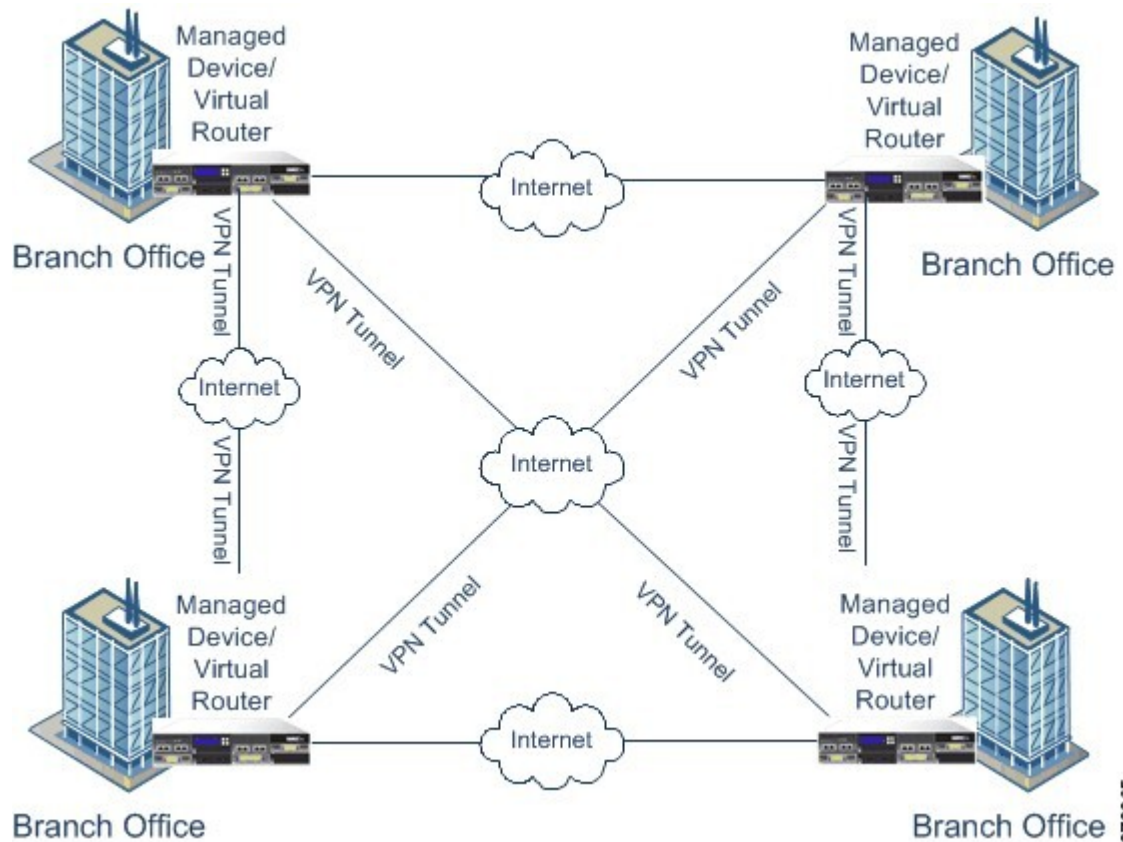 Managed
Device/
Virtual
Router
Managed
Device/
Virtual
Router
Internet
Branch Office
Branch Office
VPN Tunnel
VPN Tunnel
VPN Tunnel
VPN Tunnel
Internet
Internet
VPN Tunnel
VPN Tunnel
Internet
Managed
Device/
Virtual
Router
VPN Tunnel
VPN Tunnel
Managed
Device/
Virtual
Router
Internet
Branch Office
Branch Office